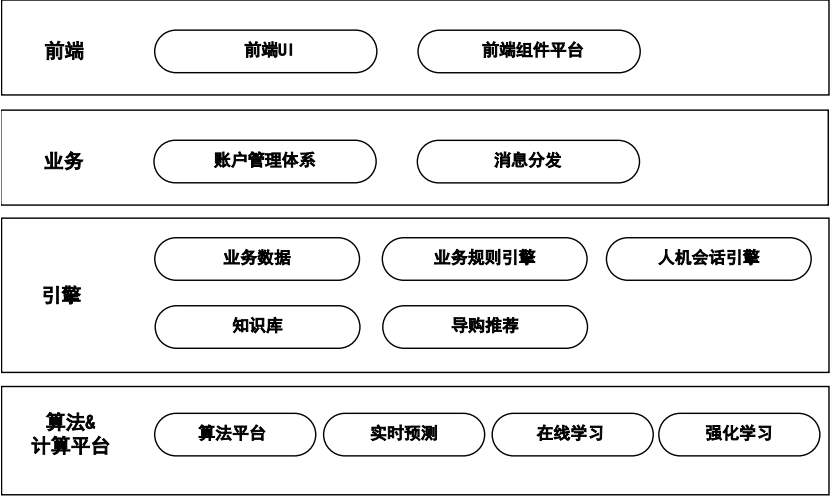 前端
前端UI
前端组件平台
业务
账户管理体系
消息分发
引擎
业务数据
业务规则引擎
人机会话引擎
知识库
导购推荐
算法&
计算平台
算法平台
实时预测
在线学习
强化学习